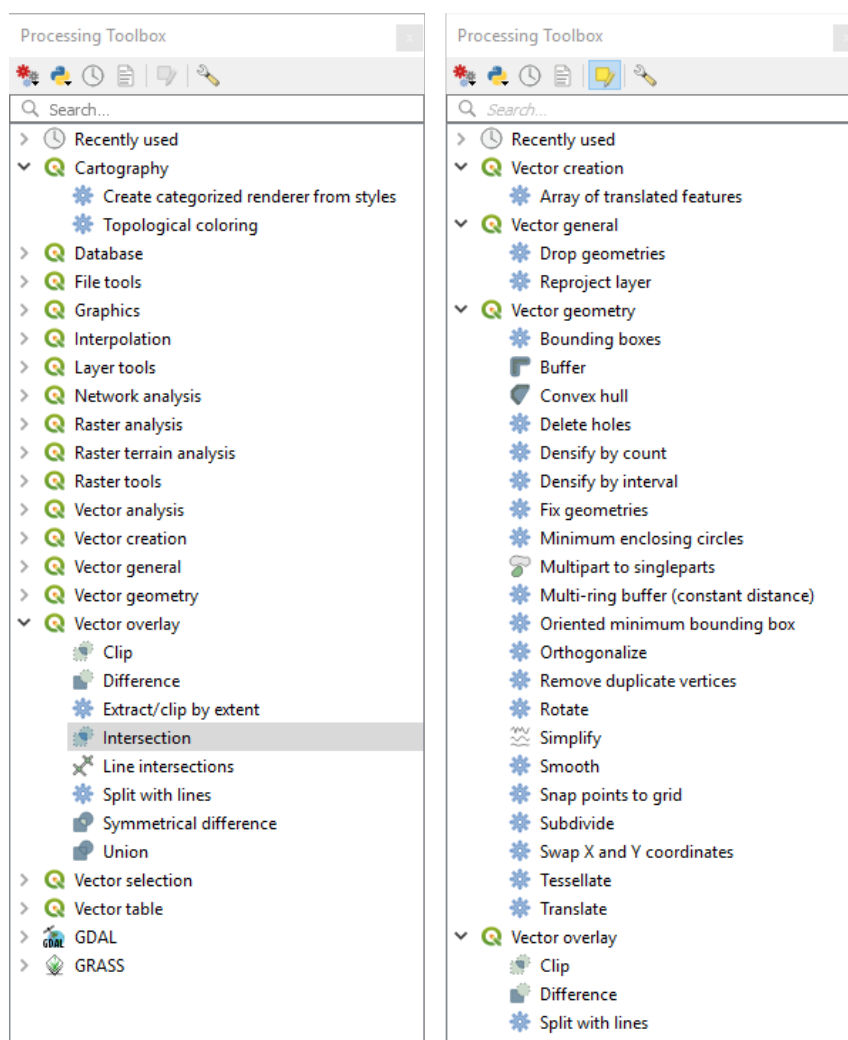 Processing Toolbox
Search...
Recently used
Cartography
Create categorized renderer from styles
Topological coloring
Database
File tools
Graphics
Interpolation
Layer tools
Network analysis
Raster analysis
Raster terrain analysis
Raster tools
Vector analysis
Vector creation
Vector general
Vector geometry
Vector overlay
Clip
Difference
Extract/clip by extent
Intersection
Line intersections
Split with lines
Symmetrical difference
Union
Vector selection
Vector table
GDAL
GRASS
Processing Toolbox
Search...
Recently used
Vector creation
Array of translated features
Vector general
Drop geometries
Reproject layer
Vector geometry
Bounding boxes
Buffer
Convex hull
Delete holes
Densify by count
Densify by interval
Fix geometries
Minimum enclosing circles
Multipart to singleparts
Multi-ring buffer (constant distance)
Oriented minimum bounding box
Orthogonalize
Remove duplicate vertices
Rotate
Simplify
Smooth
Snap points to grid
Subdivide
Swap X and Y coordinates
Tessellate
Translate
Vector overlay
Clip
Difference
Split with lines